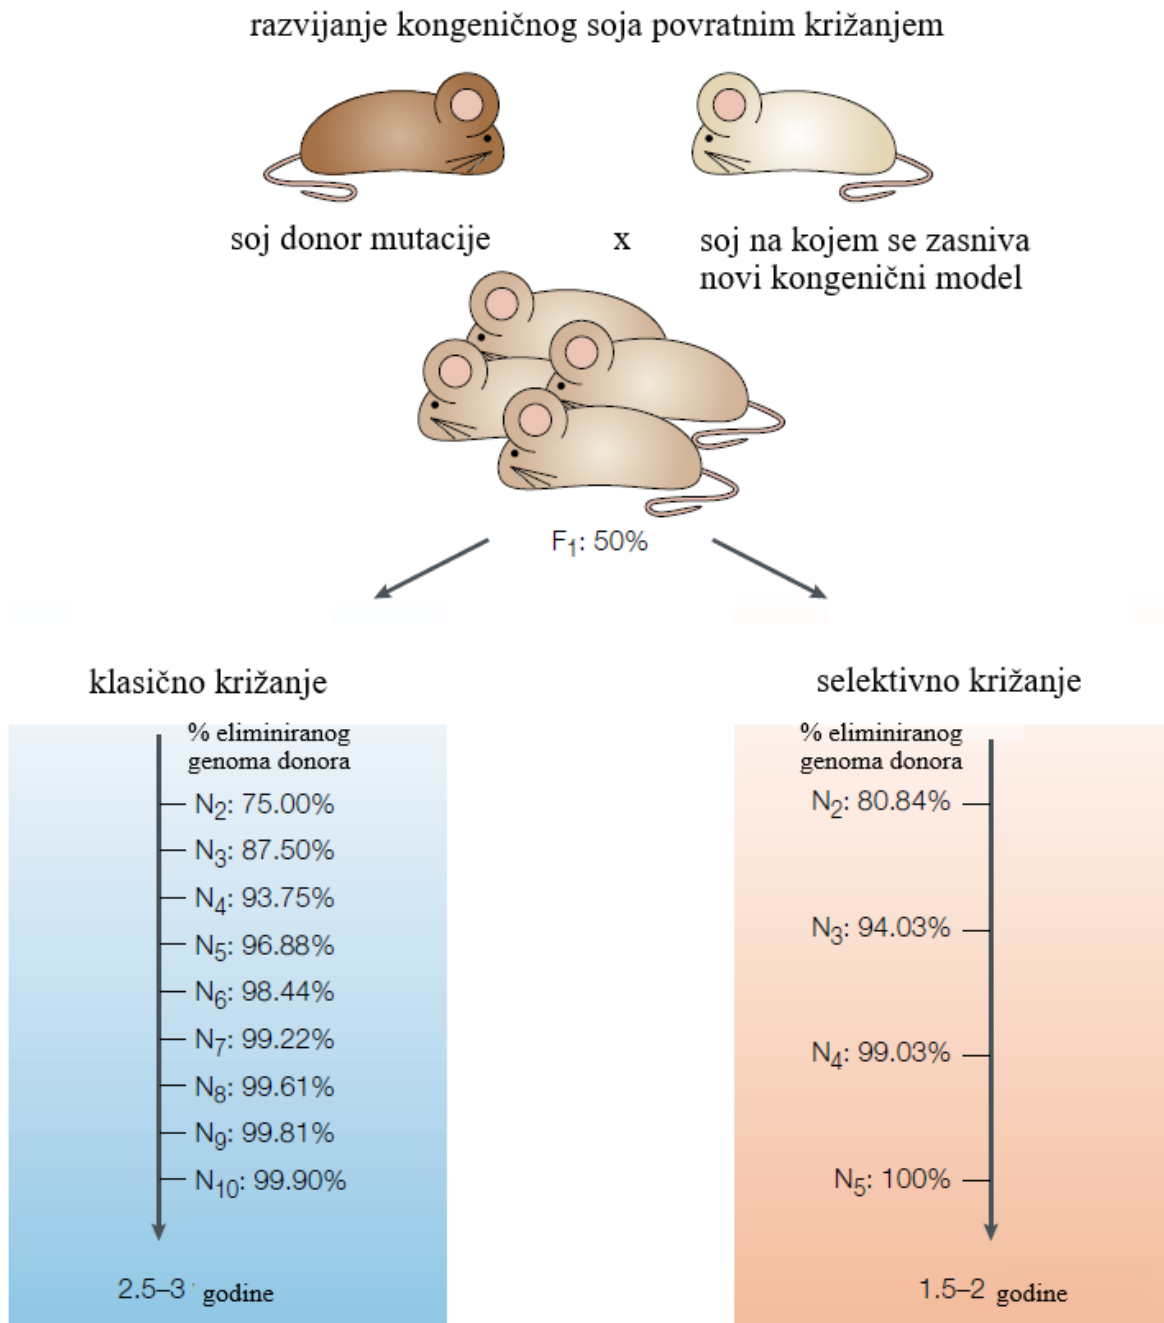 razvijanje kongeničnog soja povratnim križanjem
soj donor mutacije
x
soj na kojem se zasniva
novi kongenični model
F1: 50%
klasično križanje
% eliminiranog
genoma donora
N2: 75.00%
N3: 87.50%
N4: 93.75%
N5: 96.88%
N6: 98.44%
N7: 99.22%
N8: 99.61%
N9: 99.81%
N10: 99.90%
2.5–3 godine
selektivno križanje
% eliminiranog
genoma donora
N2: 80.84%
N3: 94.03%
N4: 99.03%
N5: 100%
1.5–2 godine